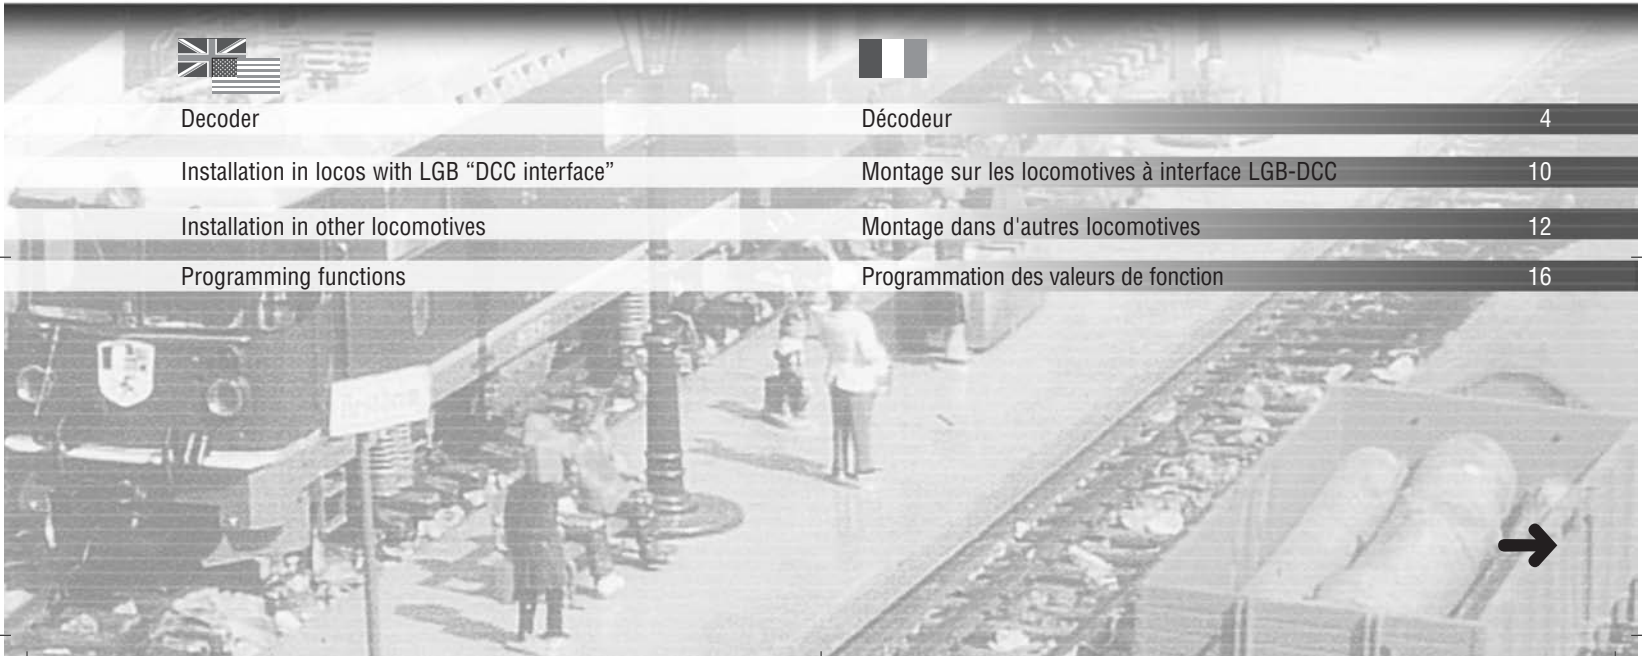 Decoder Décodeur 4
Installation in locos with LGB “DCC interface” Montage sur les locomotives à interface LGB-DCC 10
Installation in other locomotives Montage dans d'autres locomotives 12
Programming functions Programmation des valeurs de fonction 16